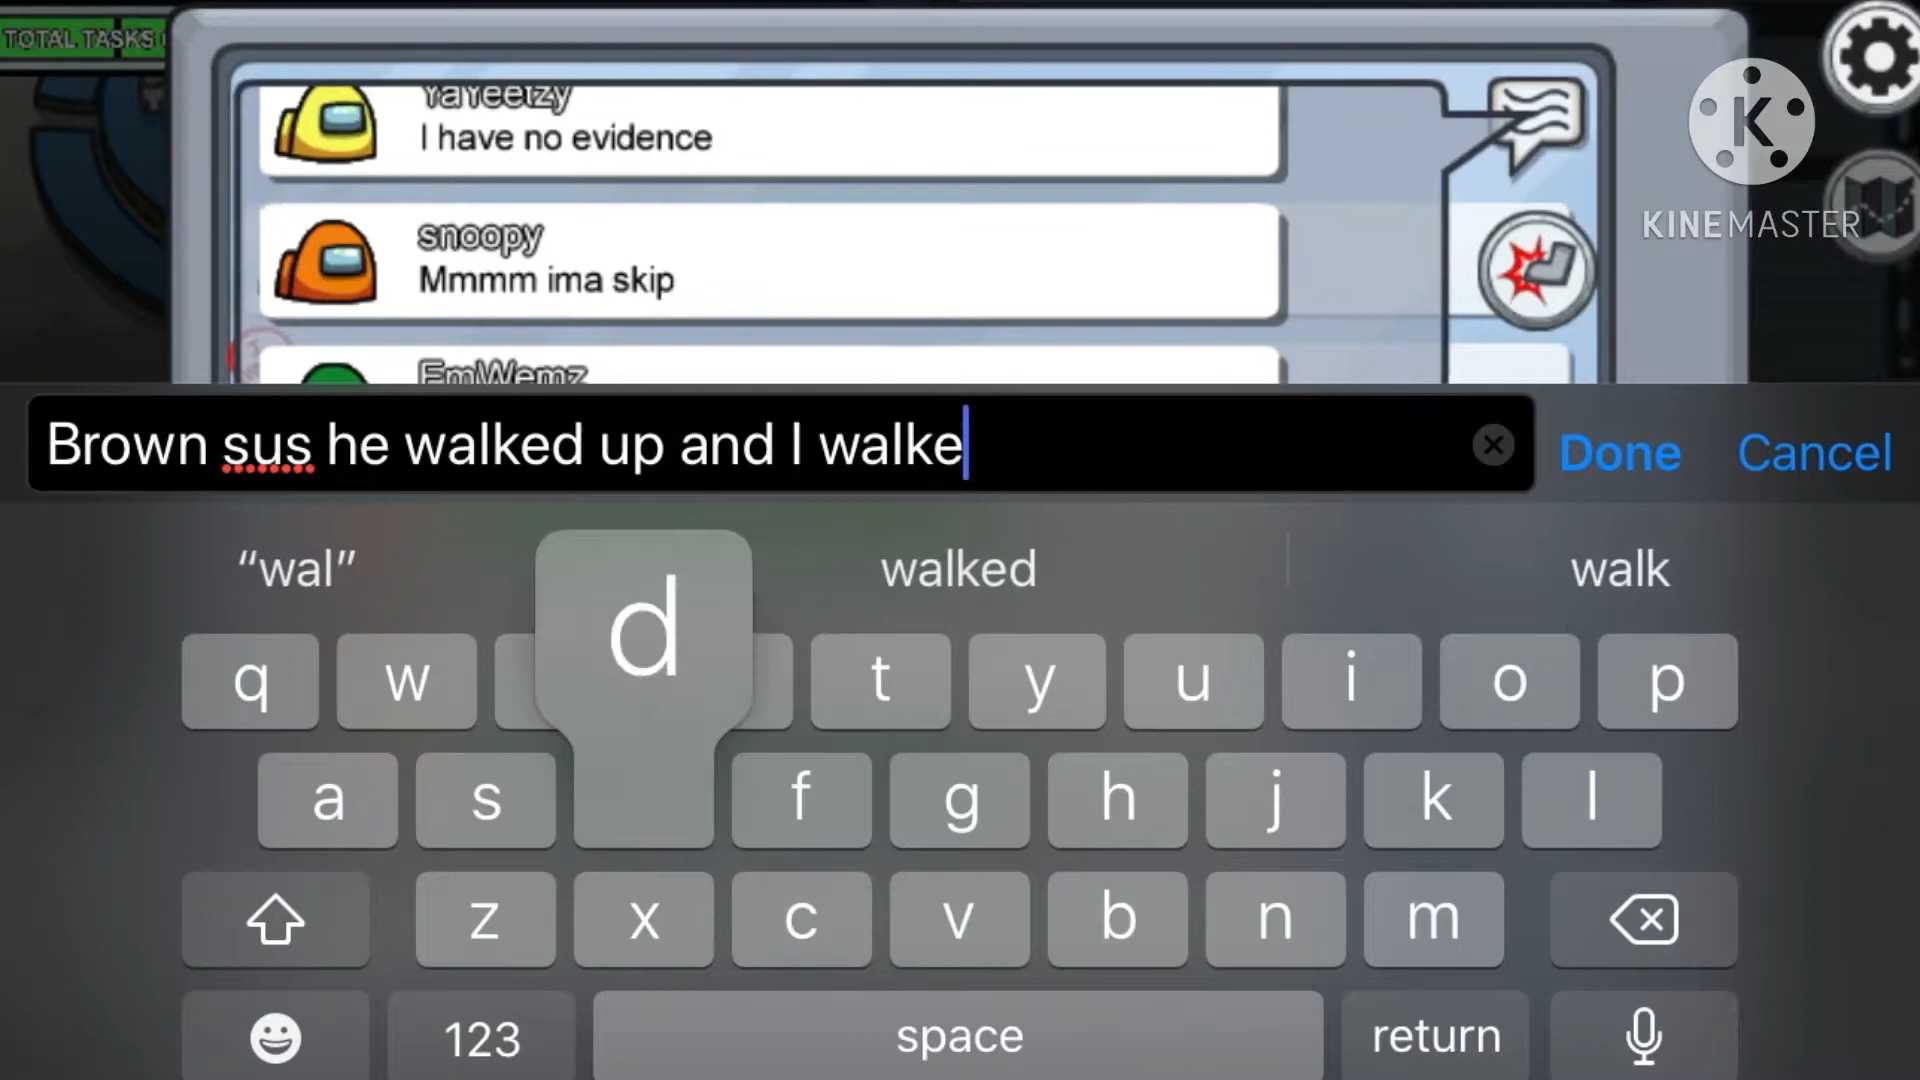 TOTAL TASKS
YaYeetzy
I have no evidence
snoopy
Mmmm ima skip
EmWemz
KINEMASTER
Brown sus he walked up and I walke
Done
Cancel
“wal”
walked
walk
d
q w t y u i o p
a s f g h j k l
z x c v b n m
123
space
return